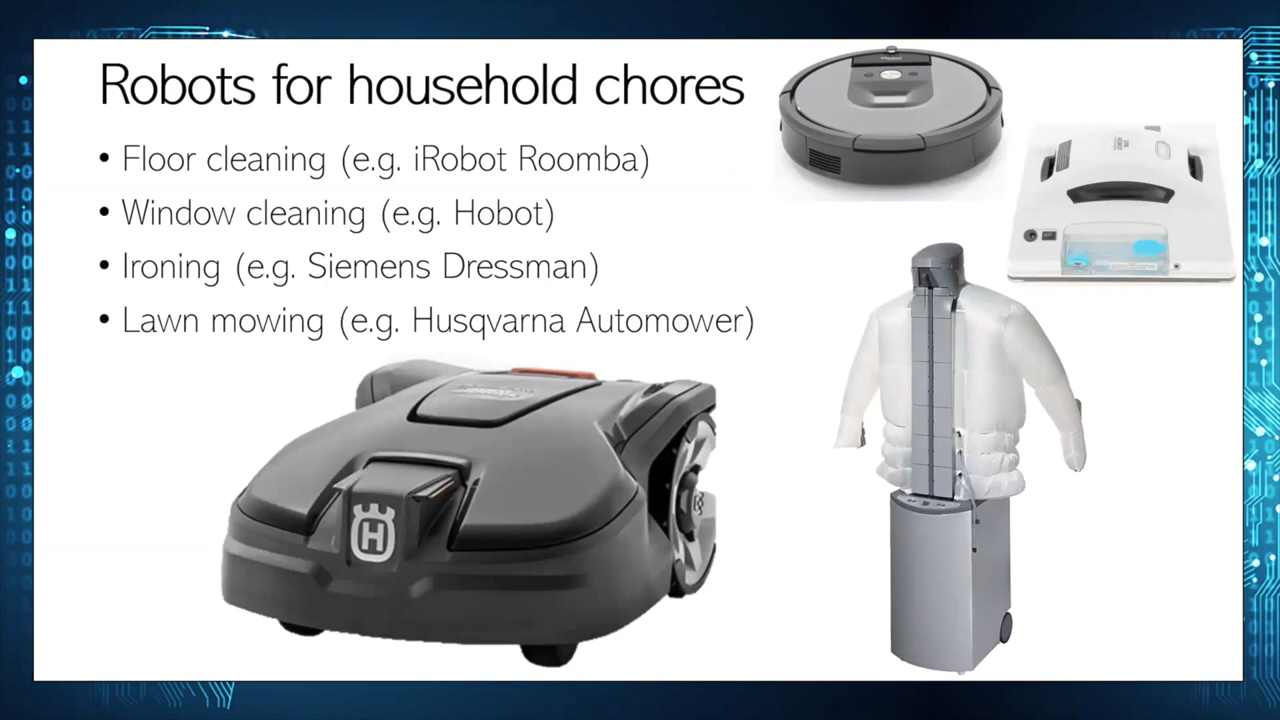 Robots for household chores
• Floor cleaning (e.g. iRobot Roomba)
• Window cleaning (e.g. Hobot)
• Ironing (e.g. Siemens Dressman)
• Lawn mowing (e.g. Husqvarna Automower)
H